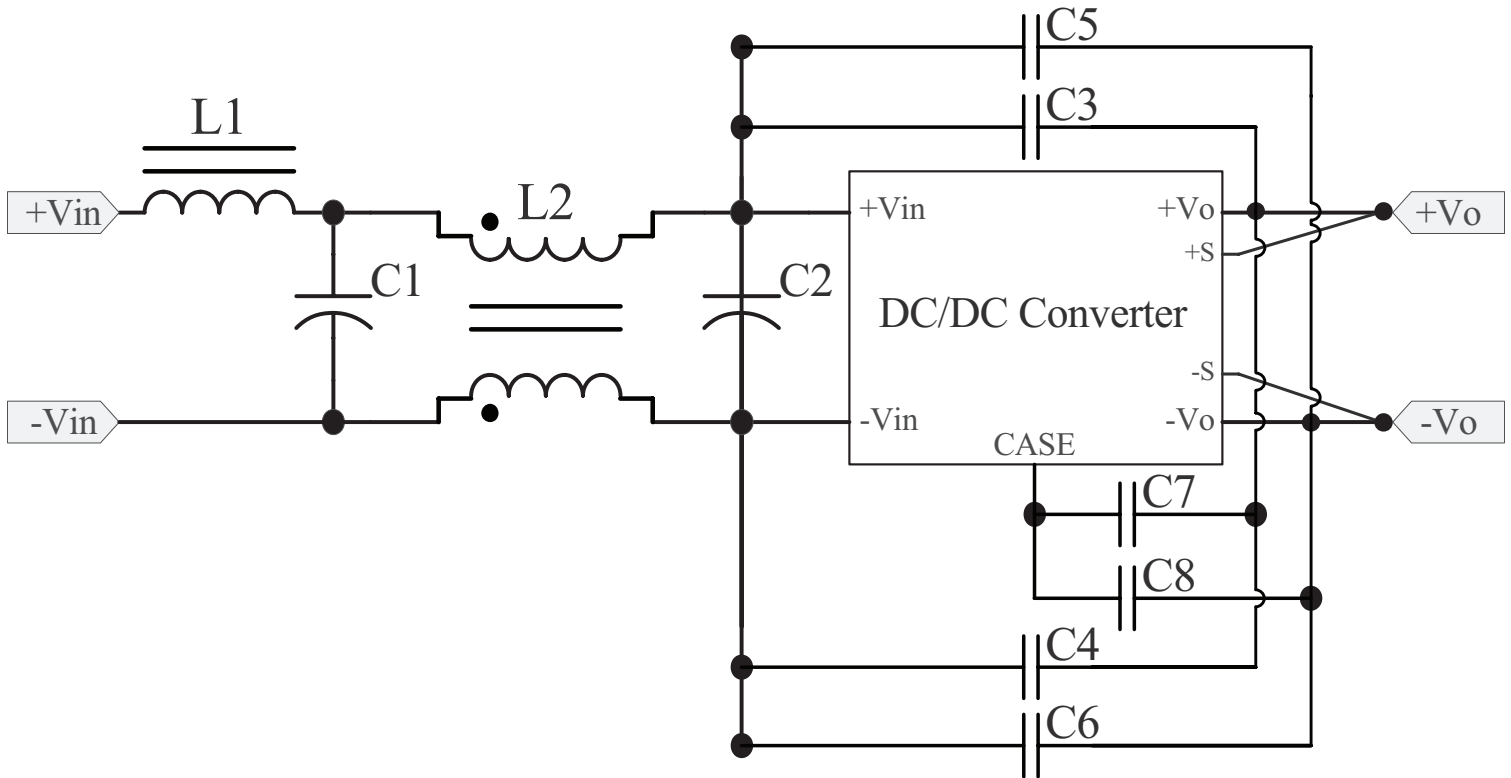 C5
C3
L1
+Vin
L2
+Vin
+Vo
+Vo
+S
C1
C2
DC/DC Converter
-S
-Vin
-Vin
-Vo
-Vo
CASE
C7
C8
C4
C6